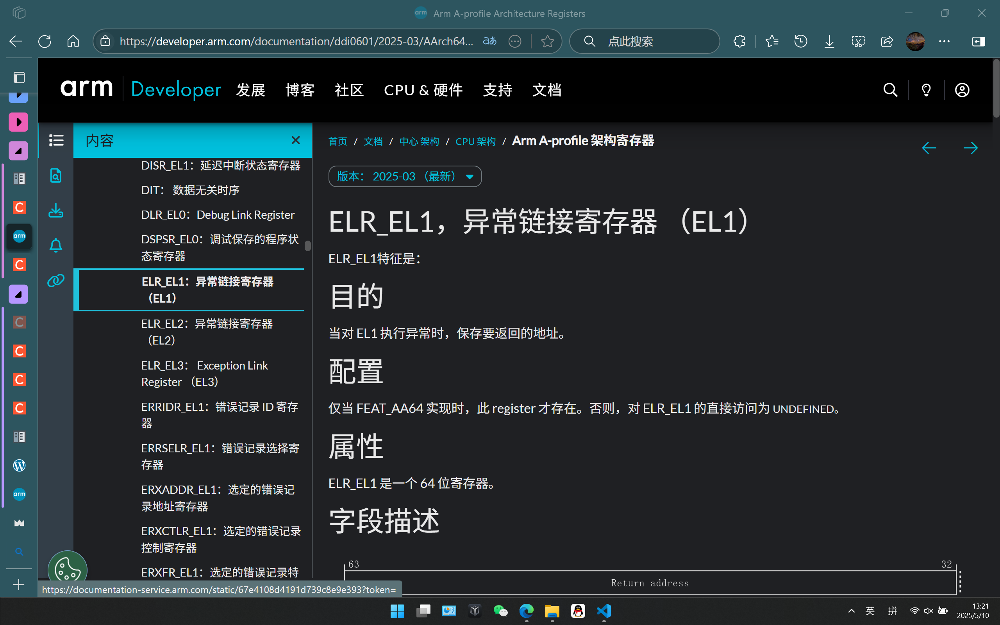 Arm A-profile Architecture Registers
https://developer.arm.com/documentation/ddi0601/2025-03/AArch64...
aあ
点此搜索
arm Developer 发展 博客 社区 CPU & 硬件 支持 文档
内容
DISR_EL1：延迟中断状态寄存器
DIT： 数据无关时序
DLR_EL0：Debug Link Register
DSPSR_EL0：调试保存的程序状
态寄存器
ELR_EL1：异常链接寄存器
（EL1）
ELR_EL2：异常链接寄存器
（EL2）
ELR_EL3： Exception Link
Register （EL3）
ERRIDR_EL1：错误记录 ID 寄存
器
ERRSELR_EL1：错误记录选择寄
存器
ERXADDR_EL1：选定的错误记
录地址寄存器
ERXCTLR_EL1：选定的错误记录
控制寄存器
ERXFR_EL1：选定的错误记录特
首页 / 文档 / 中心 架构 / CPU 架构 / Arm A-profile 架构寄存器
版本： 2025-03 （最新）
ELR_EL1，异常链接寄存器 （EL1）
ELR_EL1特征是：
目的
当对 EL1 执行异常时，保存要返回的地址。
配置
仅当 FEAT_AA64 实现时，此 register 才存在。否则，对 ELR_EL1 的直接访问为 UNDEFINED。
属性
ELR_EL1 是一个 64 位寄存器。
字段描述
63 32
Return address
https://documentation-service.arm.com/static/67e4108d4191d739c8e9e393?token=
英 拼
13:21
2025/5/10